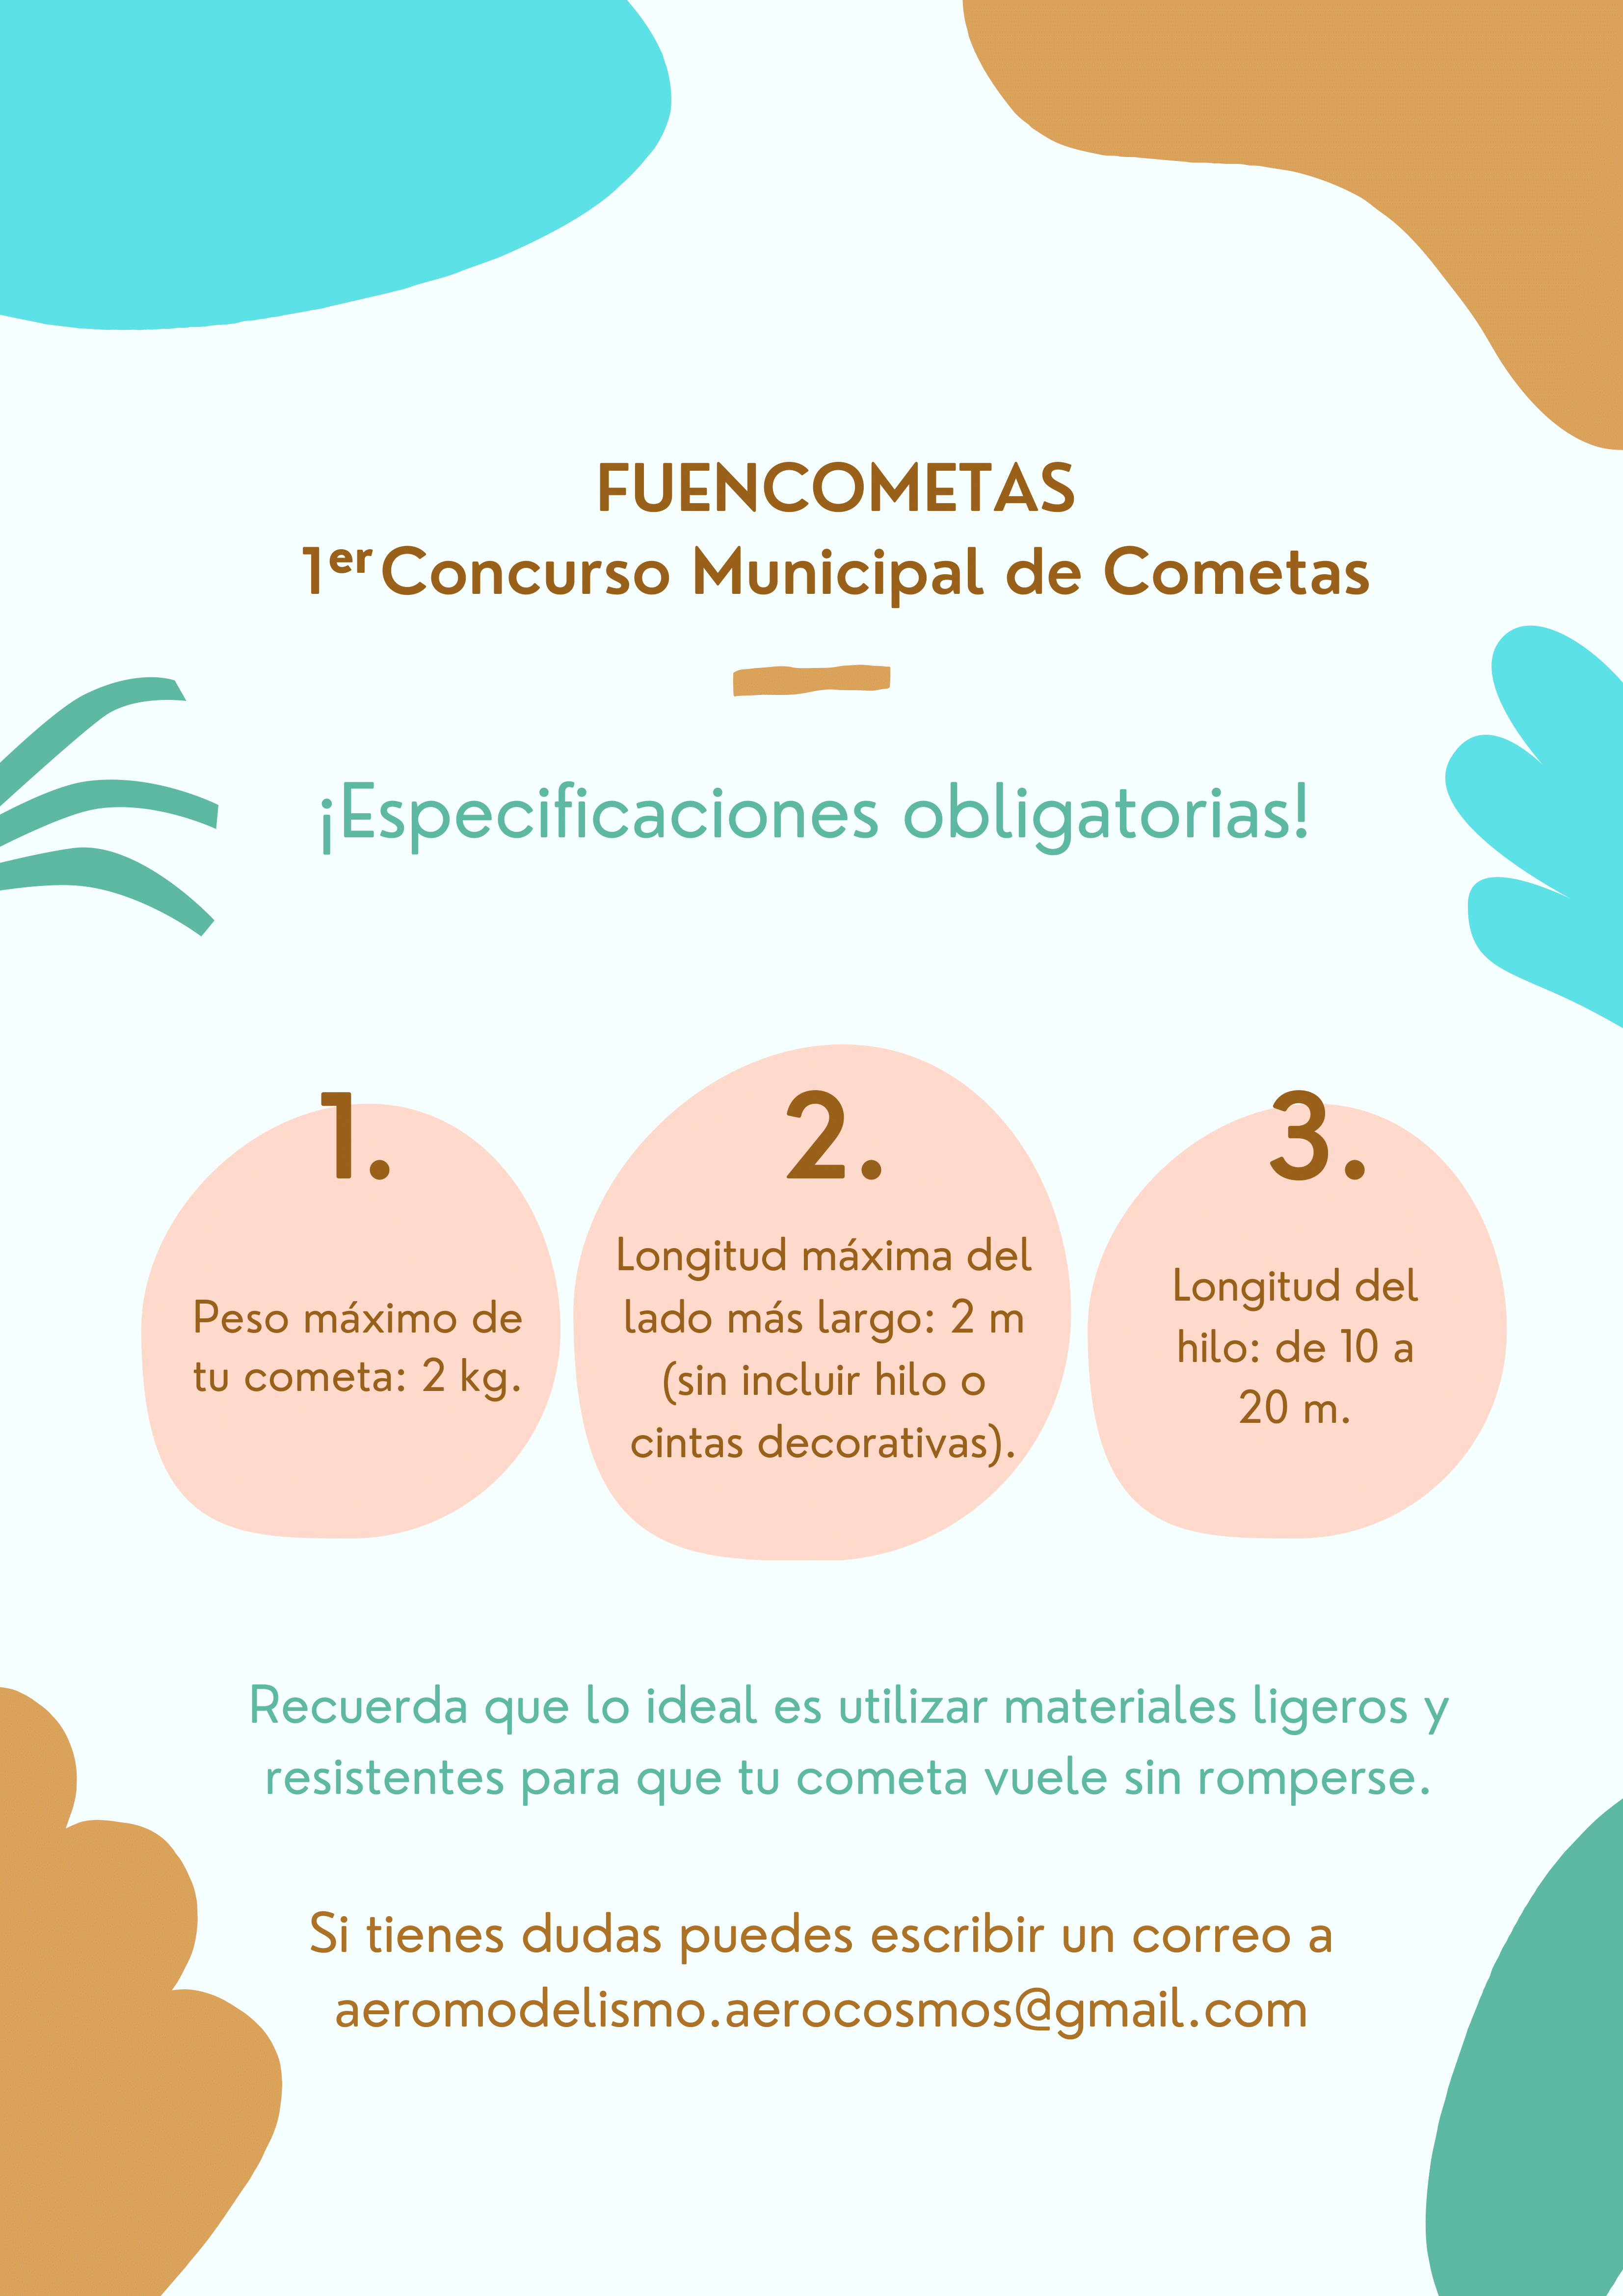 FUENCOMETAS
1er Concurso Municipal de Cometas
¡Especificaciones obligatorias!
1.
Peso máximo de
tu cometa: 2 kg.
2.
Longitud máxima del
lado más largo: 2 m
(sin incluir hilo o
cintas decorativas).
3.
Longitud del
hilo: de 10 a
20 m.
Recuerda que lo ideal es utilizar materiales ligeros y
resistentes para que tu cometa vuele sin romperse.
Si tienes dudas puedes escribir un correo a
aeromodelismo.aerocosmos@gmail.com